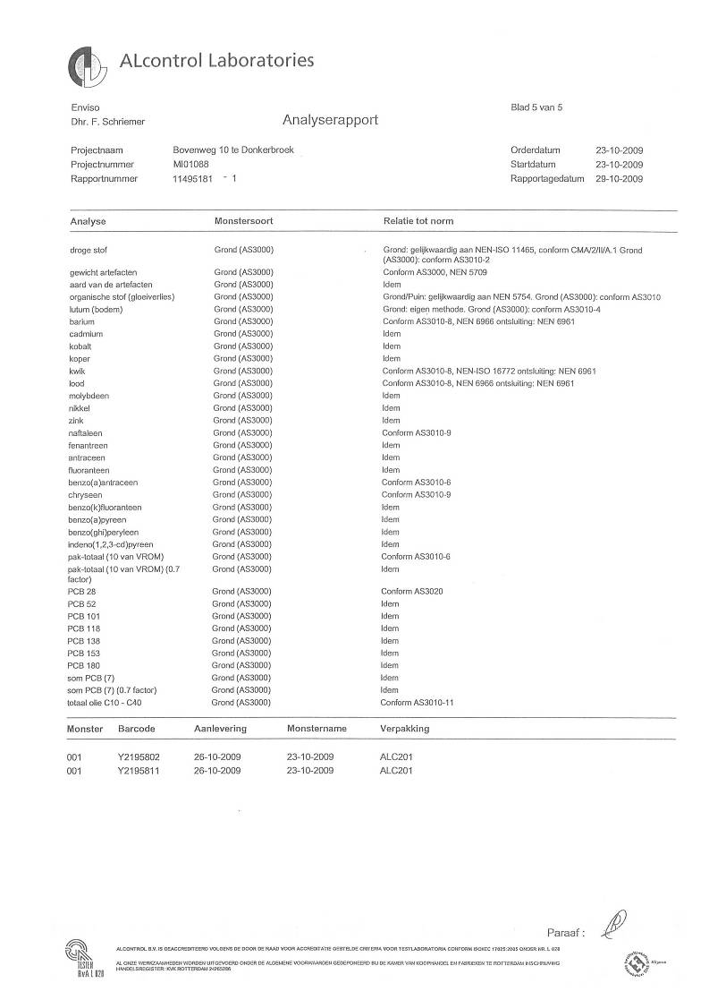 ALcontrol Laboratories
Enviso
Blad 5 van 5
Dhr. F. Schriemer
Analyserapport
Projectnaam Bovenweg 10 te Donkerbroek Orderdatum 23-10-2009
Projectnummer MI01088 Startdatum 23-10-2009
Rapportnummer 11495181 - 1 Rapportagedatum 29-10-2009
Analyse Monstersoort Relatie tot norm
droge stof Grond (AS3000) Grond: gelijkwaardig aan NEN-ISO 11465, conform CMA/2/II/A.1 Grond
(AS3000): conform AS3010-2
gewicht artefacten Grond (AS3000) Conform AS3000, NEN 5709
aard van de artefacten Grond (AS3000) Idem
organische stof (gloeiverlies) Grond (AS3000) Grond/Puin: gelijkwaardig aan NEN 5754. Grond (AS3000): conform AS3010
lutum (bodem) Grond (AS3000) Grond: eigen methode. Grond (AS3000): conform AS3010-4
barium Grond (AS3000) Conform AS3010-8, NEN 6966 ontsluiting: NEN 6961
cadmium Grond (AS3000) Idem
kobalt Grond (AS3000) Idem
koper Grond (AS3000) Idem
kwik Grond (AS3000) Conform AS3010-8, NEN-ISO 16772 ontsluiting: NEN 6961
lood Grond (AS3000) Conform AS3010-8, NEN 6966 ontsluiting: NEN 6961
molybdeen Grond (AS3000) Idem
nikkel Grond (AS3000) Idem
zink Grond (AS3000) Idem
naftaleen Grond (AS3000) Conform AS3010-9
fenantreen Grond (AS3000) Idem
antraceen Grond (AS3000) Idem
fluoranteen Grond (AS3000) Idem
benzo(a)antraceen Grond (AS3000) Conform AS3010-6
chryseen Grond (AS3000) Conform AS3010-9
benzo(k)fluoranteen Grond (AS3000) Idem
benzo(a)pyreen Grond (AS3000) Idem
benzo(ghi)peryleen Grond (AS3000) Idem
indeno(1,2,3-cd)pyreen Grond (AS3000) Idem
pak-totaal (10 van VROM) Grond (AS3000) Conform AS3010-6
pak-totaal (10 van VROM) (0.7 Grond (AS3000) Idem
factor)
PCB 28 Grond (AS3000) Conform AS3020
PCB 52 Grond (AS3000) Idem
PCB 101 Grond (AS3000) Idem
PCB 118 Grond (AS3000) Idem
PCB 138 Grond (AS3000) Idem
PCB 153 Grond (AS3000) Idem
PCB 180 Grond (AS3000) Idem
som PCB (7) Grond (AS3000) Idem
som PCB (7) (0.7 factor) Grond (AS3000) Idem
totaal olie C10 - C40 Grond (AS3000) Conform AS3010-11
Monster Barcode Aanlevering Monstername Verpakking
001 Y2195802 26-10-2009 23-10-2009 ALC201
001 Y2195811 26-10-2009 23-10-2009 ALC201
Paraaf :
TESTEN
RvA L 028
ALCONTROL B.V. IS GEACCREDITEERD VOLGENS DE DOOR DE RAAD VOOR ACCREDITATIE GESTELDE CRITERIA VOOR TESTLABORATORIA CONFORM ISO/IEC 17025:2005 ONDER NR. L 028
AL ONZE WERKZAAMHEDEN WORDEN UITGEVOERD ONDER DE ALGEMENE VOORWAARDEN GEDEPONEERD BIJ DE KAMER VAN KOOPHANDEL EN FABRIEKEN TE ROTTERDAM INSCHRIJVING
HANDELSREGISTER: KVK ROTTERDAM 24265286